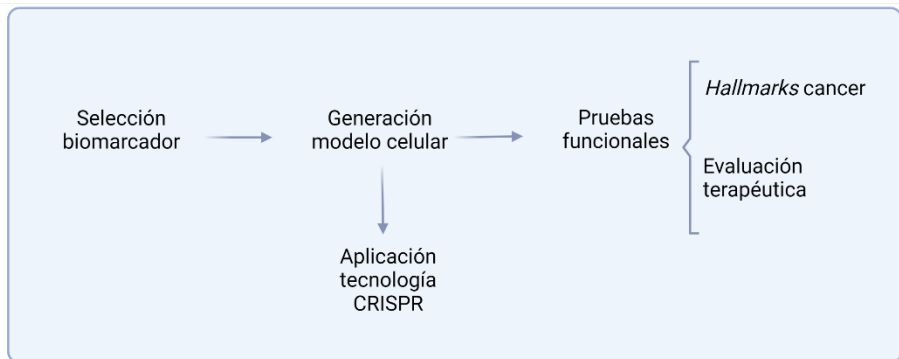 Selección
biomarcador
Generación
modelo celular
Pruebas
funcionales
Hallmarks cancer
Evaluación
terapéutica
Aplicación
tecnología
CRISPR